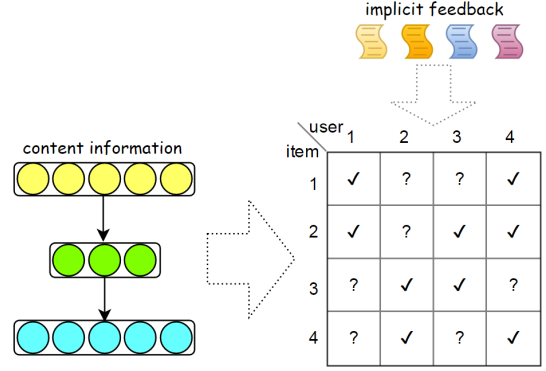 implicit feedback
content information
user 1 2 3 4
item
1 ✓ ? ? ✓
2 ✓ ? ✓ ✓
3 ? ✓ ✓ ?
4 ? ✓ ? ✓